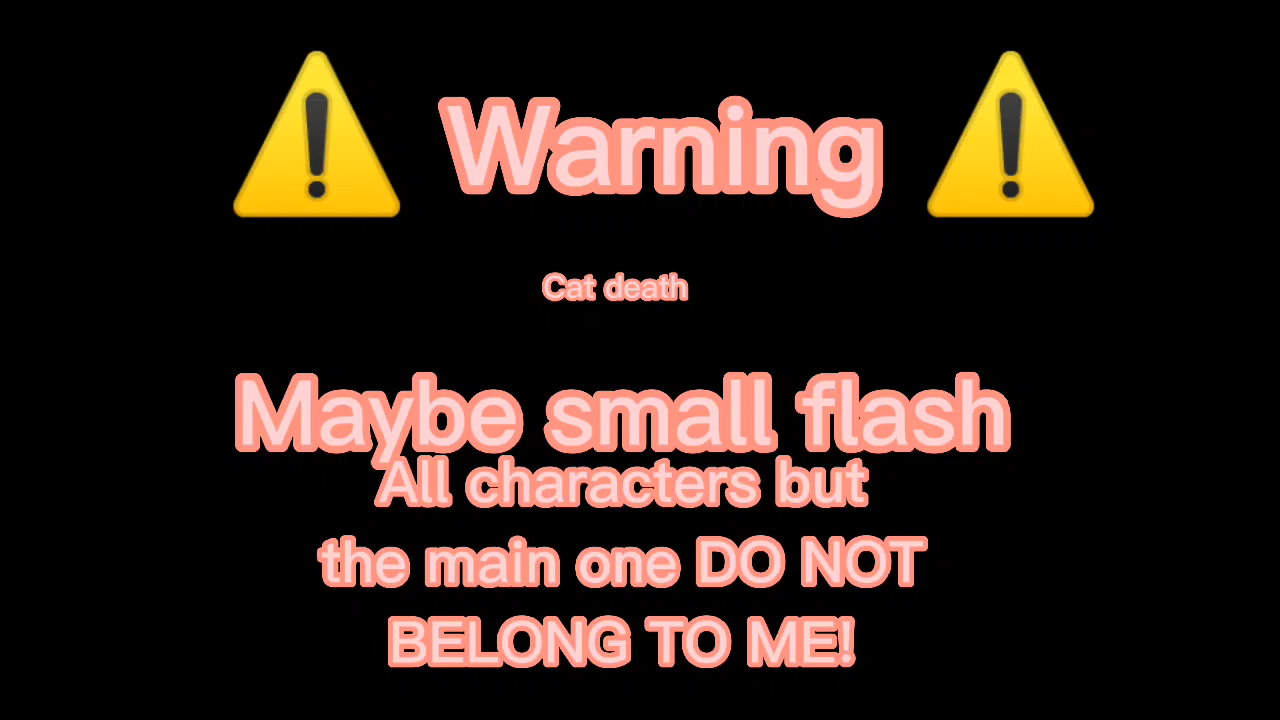 Warning
Cat death
Maybe small flash
All characters but
the main one DO NOT
BELONG TO ME!